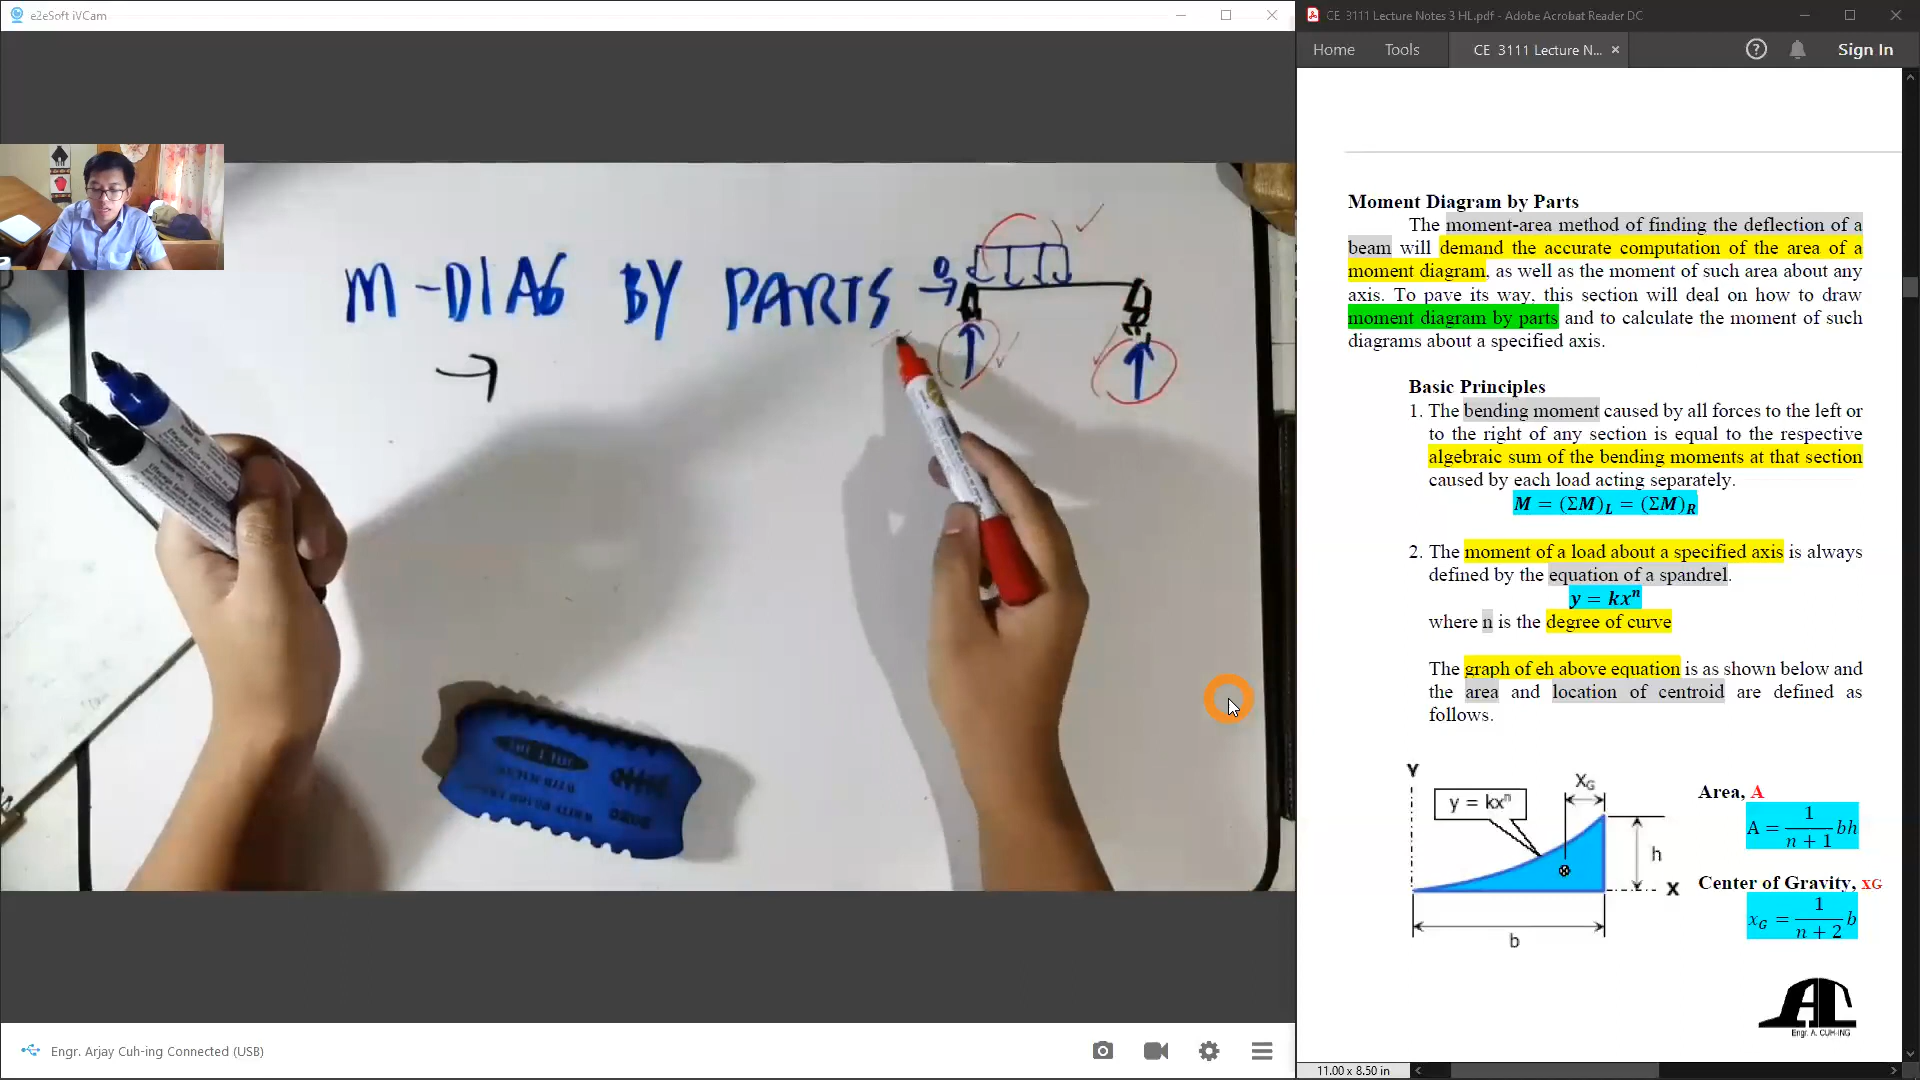 e2eSoft iVCam
CE 3111 Lecture Notes 3 HL.pdf - Adobe Acrobat Reader DC
Home
Tools
CE 3111 Lecture N...
Sign In
M-DIAG BY PARTS
Moment Diagram by Parts
The moment-area method of finding the deflection of a
beam will demand the accurate computation of the area of a
moment diagram, as well as the moment of such area about any
axis. To pave its way, this section will deal on how to draw
moment diagram by parts and to calculate the moment of such
diagrams about a specified axis.
Basic Principles
1. The bending moment caused by all forces to the left or
to the right of any section is equal to the respective
algebraic sum of the bending moments at that section
caused by each load acting separately.
M = (ΣM)L = (ΣM)R
2. The moment of a load about a specified axis is always
defined by the equation of a spandrel.
y = kxⁿ
where n is the degree of curve
The graph of eh above equation is as shown below and
the area and location of centroid are defined as
follows.
Y
XG
y = kxⁿ
h
X
b
Area, A
A = 1/(n + 1) bh
Center of Gravity, xG
xG = 1/(n + 2) b
Engr. A. CUH-ING
Engr. Arjay Cuh-ing Connected (USB)
11.00 x 8.50 in